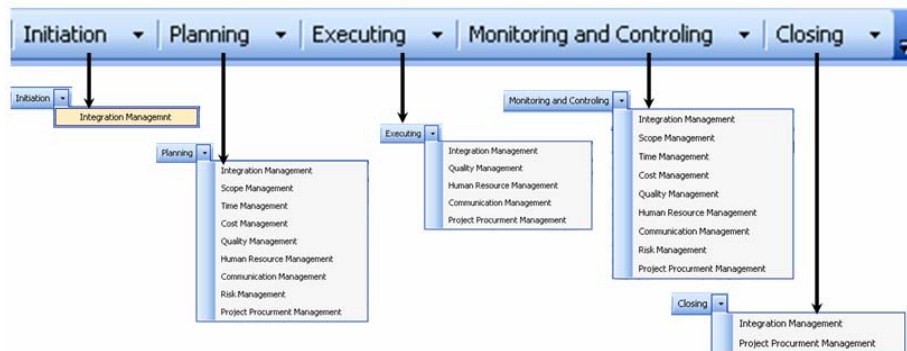 Initiation
Planning
Executing
Monitoring and Controling
Closing
Initiation
Integration Managemnt
Planning
Integration Management
Scope Management
Time Management
Cost Management
Quality Management
Human Resource Management
Communication Management
Risk Management
Project Procurment Management
Executing
Integration Management
Quality Management
Human Resource Management
Communication Management
Project Procurment Management
Monitoring and Controling
Integration Management
Scope Management
Time Management
Cost Management
Quality Management
Human Resource Management
Communication Management
Risk Management
Project Procurment Management
Closing
Integration Management
Project Procurment Management